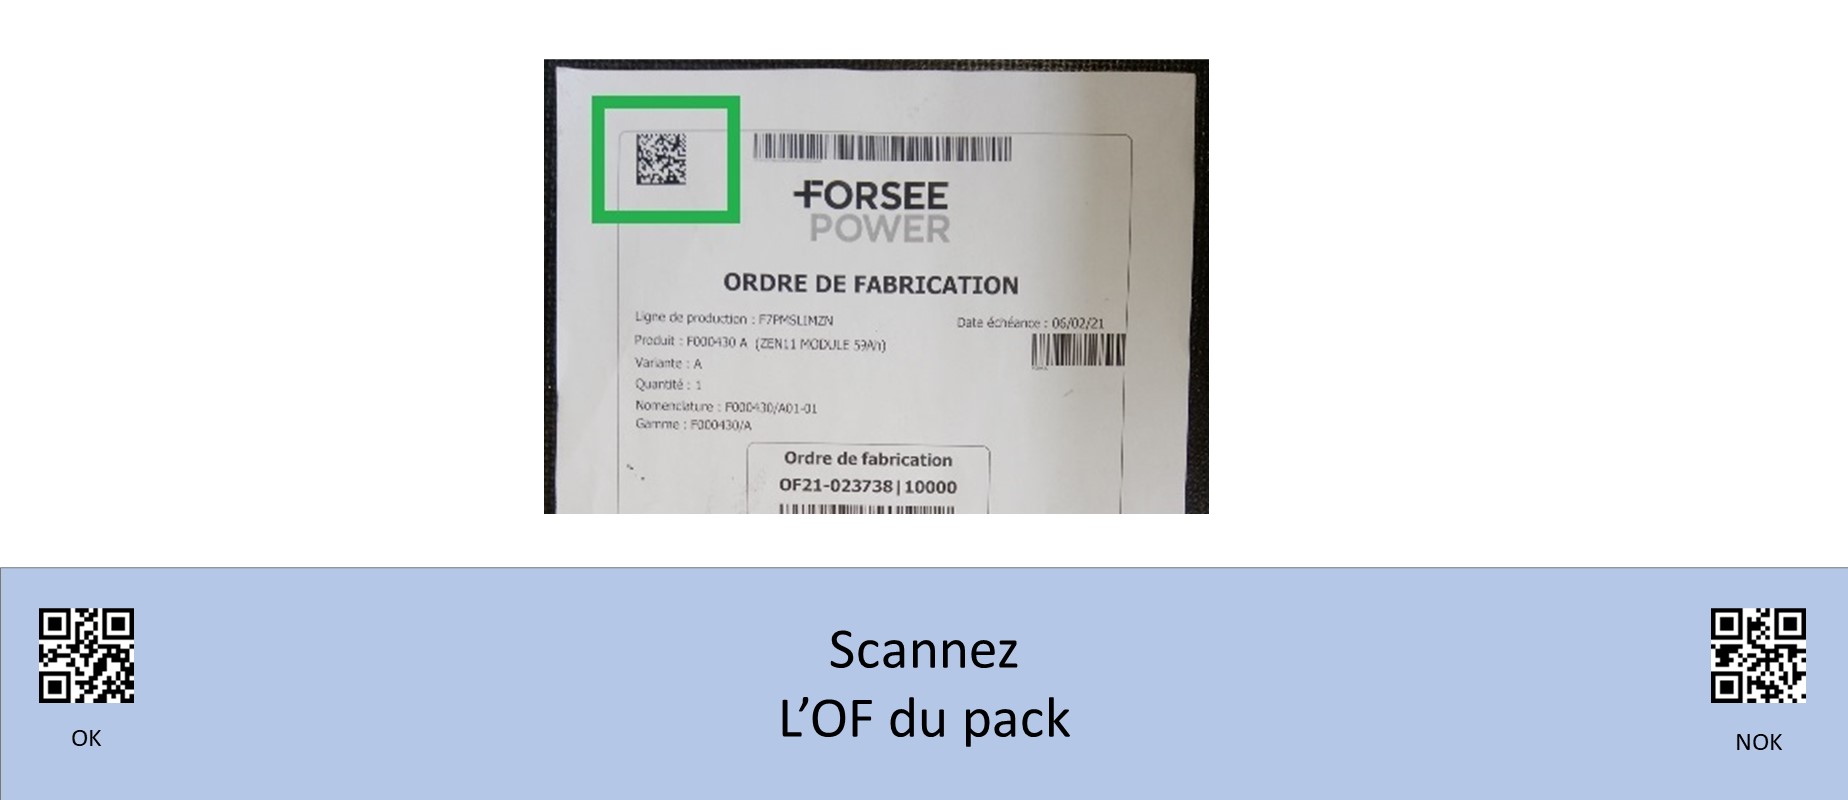 FORSEE
POWER
ORDRE DE FABRICATION
Ligne de production : F7PMSLIMZN
Date échéance : 06/02/21
Produit : F000430 A (ZEN11 MODULE 59Ah)
Variante : A
Quantité : 1
Nomenclature : F000430/A01-01
Gamme : F000430/A
Ordre de fabrication
OF21-023738|10000
Scannez
L’OF du pack
OK
NOK